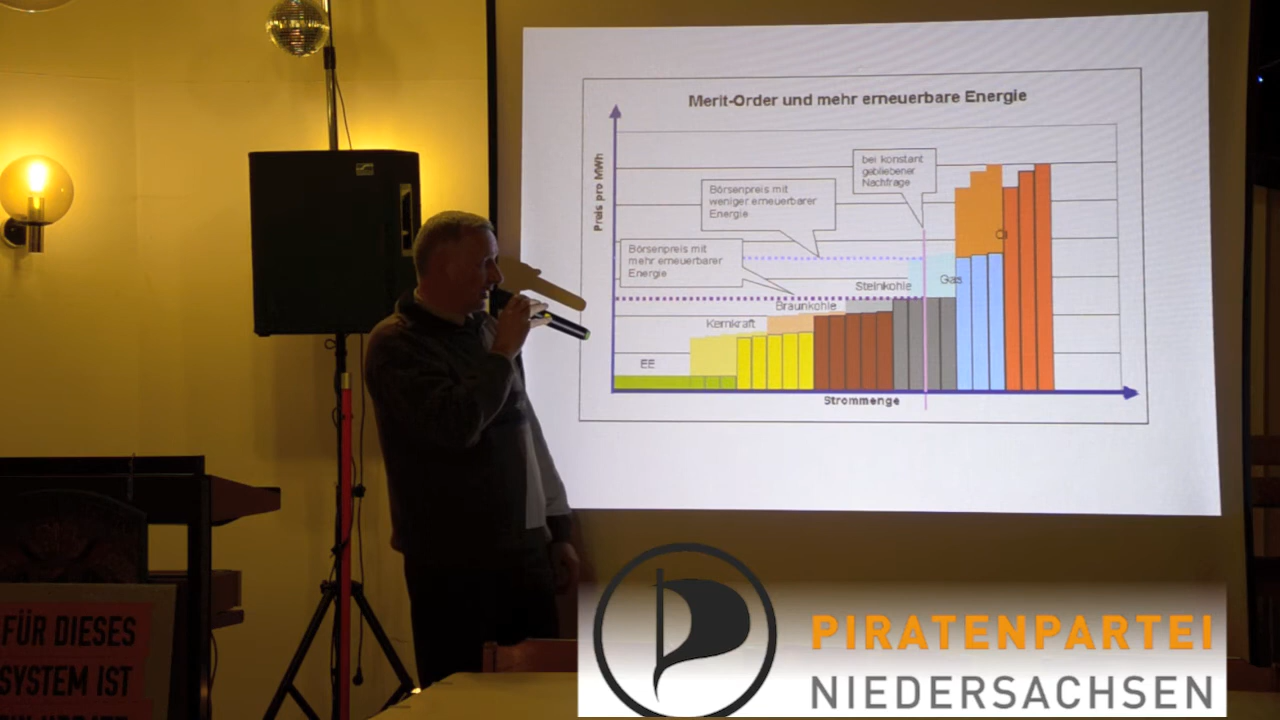 Merit-Order und mehr erneuerbare Energie
Preis pro MWh
bei konstant
gebliebener
Nachfrage
Börsenpreis mit
weniger erneuerbarer
Energie
Börsenpreis mit
mehr erneuerbarer
Energie
EE
Kernkraft
Braunkohle
Steinkohle
Gas
Öl
Strommenge
FÜR DIESES
SYSTEM IST
PIRATENPARTEI
NIEDERSACHSEN